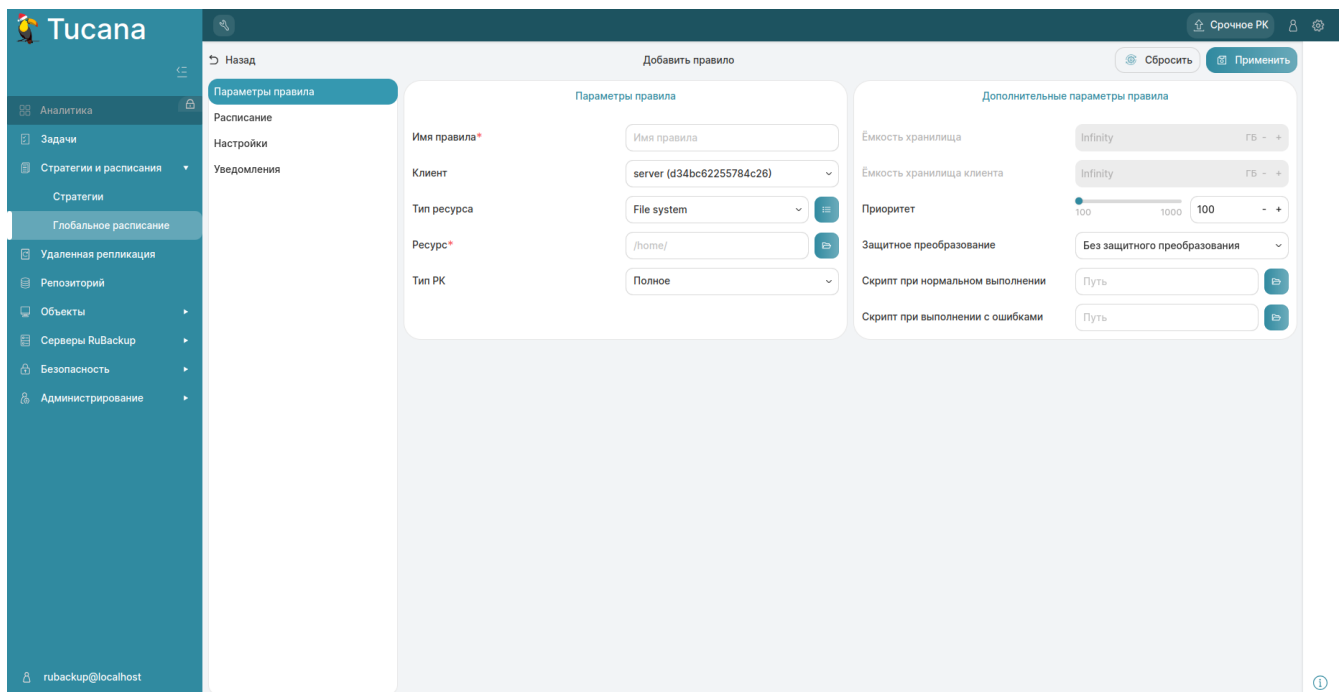 Tucana
Срочное РК
Назад
Добавить правило
Сбросить
Применить
Аналитика
Задачи
Стратегии и расписания
Стратегии
Глобальное расписание
Удаленная репликация
Репозиторий
Объекты
Серверы RuBackup
Безопасность
Администрирование
rubackup@localhost
Параметры правила
Расписание
Настройки
Уведомления
Параметры правила
Имя правила*
Имя правила
Клиент
server (d34bc62255784c26)
Тип ресурса
File system
Ресурс*
/home/
Тип РК
Полное
Дополнительные параметры правила
Ёмкость хранилища
Infinity ГБ - +
Ёмкость хранилища клиента
Infinity ГБ - +
Приоритет
100 1000 100 - +
Защитное преобразование
Без защитного преобразования
Скрипт при нормальном выполнении
Путь
Скрипт при выполнении с ошибками
Путь